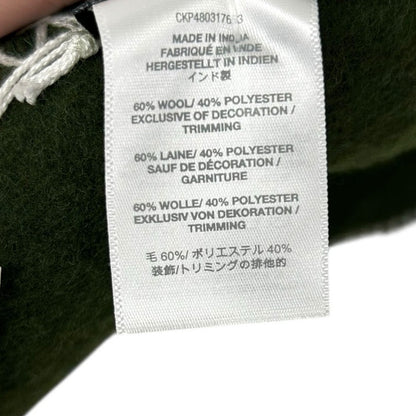 MADE IN INDIA
FABRIQUÉ EN INDE
HERGESTELLT IN INDIEN
インド製
60% WOOL/ 40% POLYESTER
EXCLUSIVE OF DECORATION /
TRIMMING
60% LAINE/ 40% POLYESTER
SAUF DE DÉCORATION /
GARNITURE
60% WOLLE/ 40% POLYESTER
EXKLUSIV VON DEKORATION /
TRIMMING
毛 60%/ ポリエステル 40%
装飾/トリミングの排他的